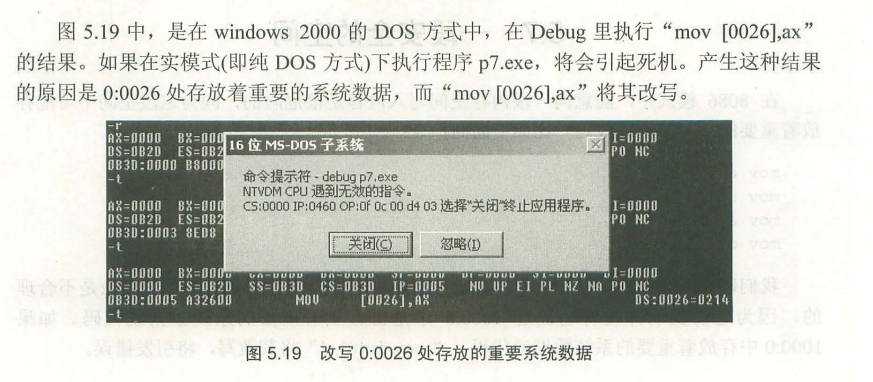 图 5.19 中，是在 windows 2000 的 DOS 方式中，在 Debug 里执行“mov [0026],ax”
的结果。如果在实模式(即纯 DOS 方式)下执行程序 p7.exe，将会引起死机。产生这种结果
的原因是 0:0026 处存放着重要的系统数据，而“mov [0026],ax”将其改写。
-r
AX=0000 BX=000 I=0000
DS=0B2D ES=0B2 PO NC
0B3D:0000 B8000
-t
16 位 MS-DOS 子系统
命令提示符 - debug p7.exe
NTVDM CPU 遇到无效的指令。
CS:0000 IP:0460 OP:0f 0c 00 d4 03 选择“关闭”终止应用程序。
关闭(C) 忽略(I)
AX=0000 BX=000 I=0000
DS=0B2D ES=0B2 PO NC
0B3D:0003 8ED8
-t
AX=0000 BX=0000
DS=0000 ES=0B2D SS=0B3D CS=0B3D IP=0005 NV UP EI PL NZ NA PO NC
0B3D:0005 A32600 MOV [0026],AX DS:0026=0214
-t
图 5.19 改写 0:0026 处存放的重要系统数据